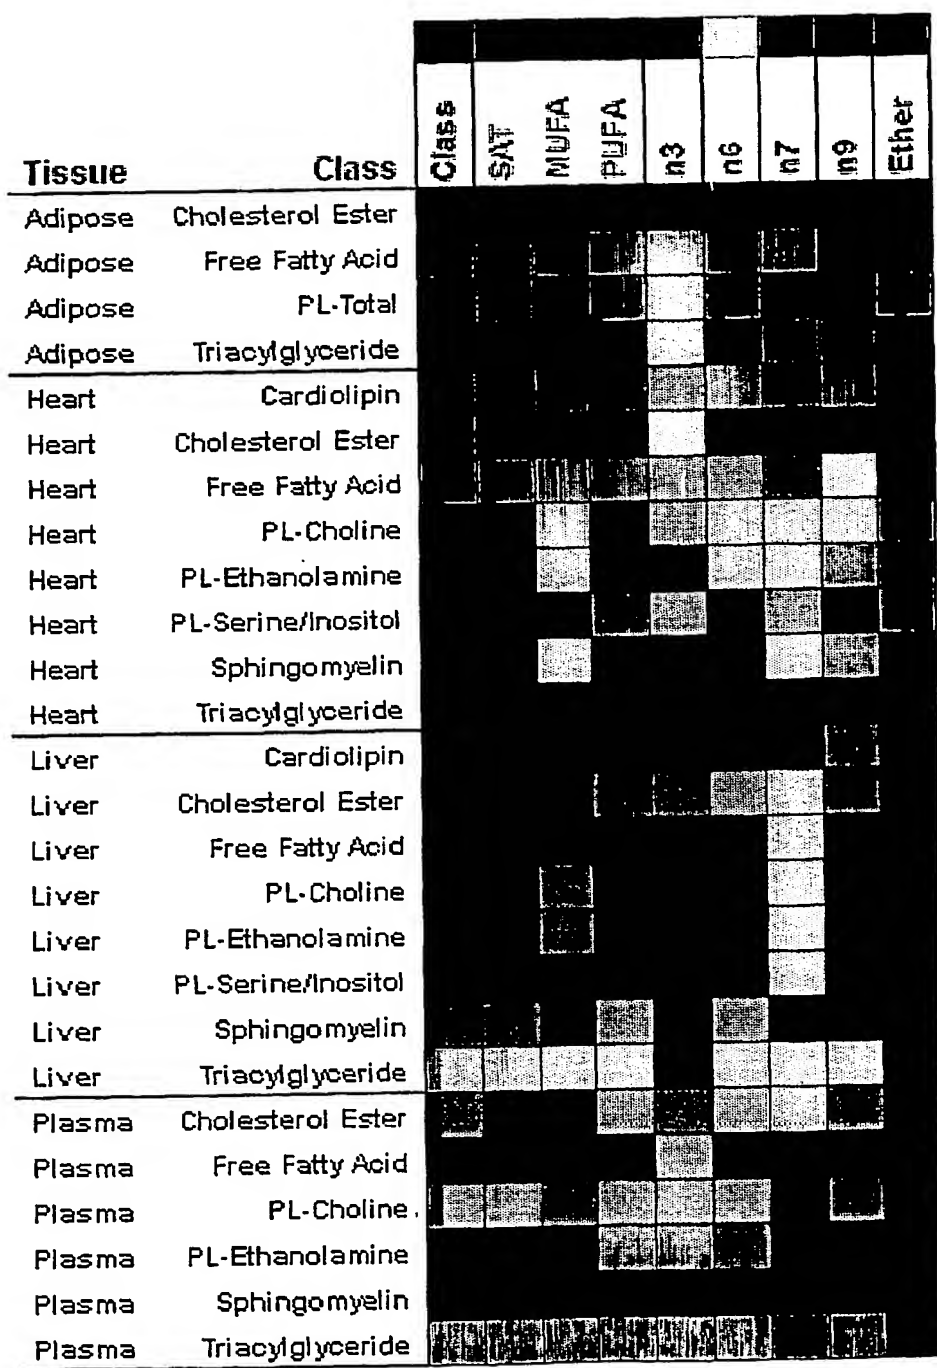 Class SAT MUFA PUFA n3 n6 n7 n9 Ether
Tissue Class
Adipose Cholesterol Ester
Adipose Free Fatty Acid
Adipose PL-Total
Adipose Triacylglyceride
Heart Cardiolipin
Heart Cholesterol Ester
Heart Free Fatty Acid
Heart PL-Choline
Heart PL-Ethanolamine
Heart PL-Serine/Inositol
Heart Sphingomyelin
Heart Triacylglyceride
Liver Cardiolipin
Liver Cholesterol Ester
Liver Free Fatty Acid
Liver PL-Choline
Liver PL-Ethanolamine
Liver PL-Serine/Inositol
Liver Sphingomyelin
Liver Triacylglyceride
Plasma Cholesterol Ester
Plasma Free Fatty Acid
Plasma PL-Choline
Plasma PL-Ethanolamine
Plasma Sphingomyelin
Plasma Triacylglyceride